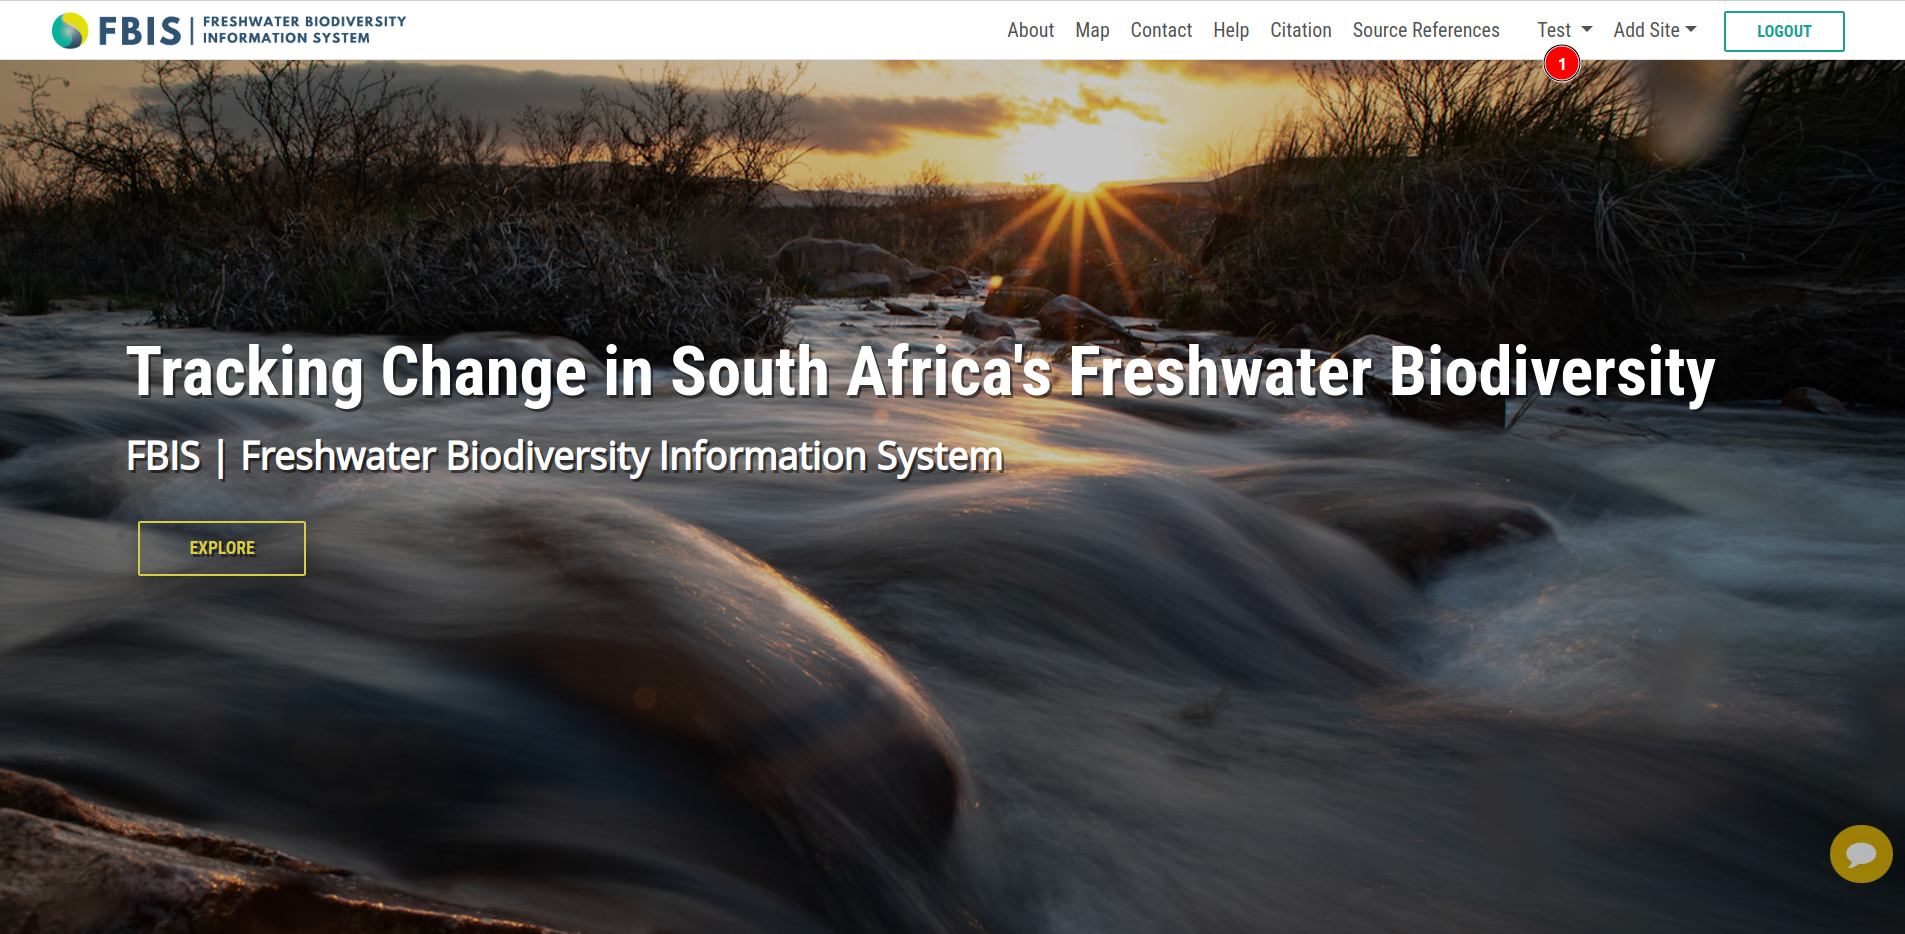 FBIS | FRESHWATER BIODIVERSITY
INFORMATION SYSTEM
About Map Contact Help Citation Source References Test Add Site LOGOUT
1
Tracking Change in South Africa's Freshwater Biodiversity
FBIS | Freshwater Biodiversity Information System
EXPLORE